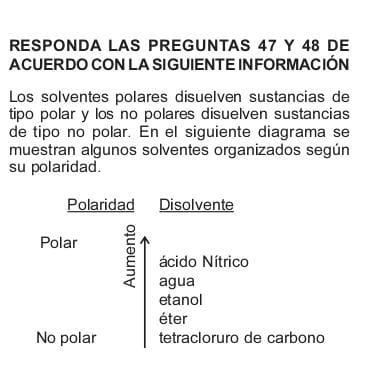 RESPONDA LAS PREGUNTAS 47 Y 48 DE
ACUERDO CON LA SIGUIENTE INFORMACIÓN
Los solventes polares disuelven sustancias de
tipo polar y los no polares disuelven sustancias
de tipo no polar. En el siguiente diagrama se
muestran algunos solventes organizados según
su polaridad.
Polaridad Disolvente
Polar
Aumento
ácido Nítrico
agua
etanol
éter
No polar tetracloruro de carbono